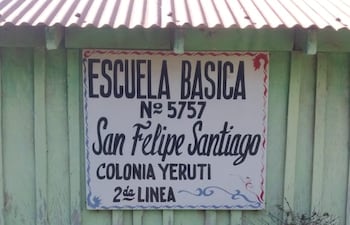 ESCUELA BASICA
Nº 5757
San Felipe Santiago
COLONIA YERUTI
2da LINEA